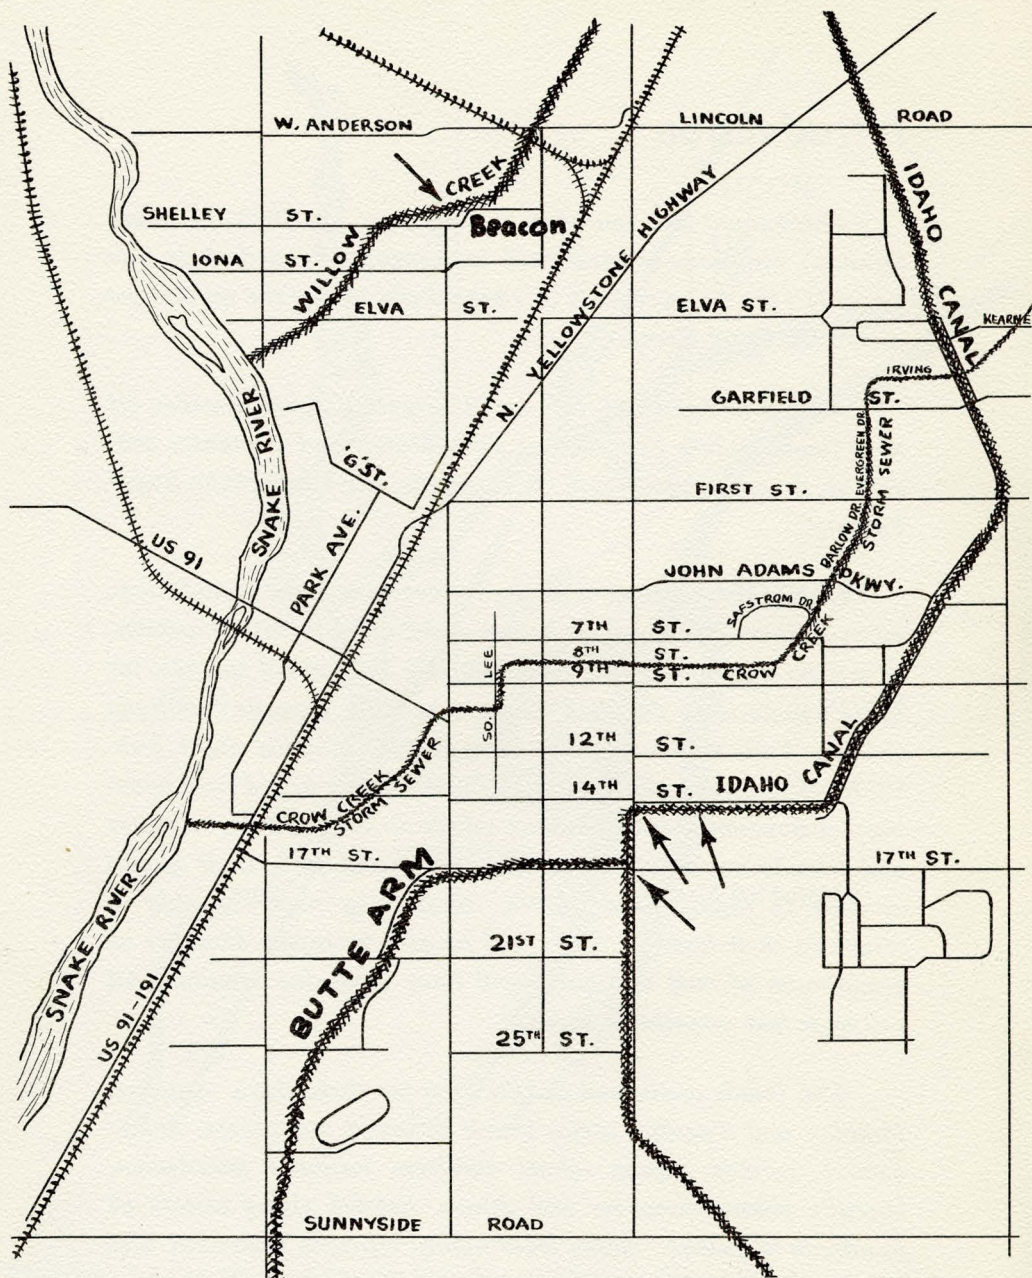 W. ANDERSON
LINCOLN ROAD
CREEK
SHELLEY ST.
Beacon
IONA ST.
WILLOW
ELVA ST.
N. YELLOWSTONE HIGHWAY
IDAHO CANAL
ELVA ST.
KEARNE
IRVING
GARFIELD ST.
SNAKE RIVER
'G' ST.
EVERGREEN DR.
STORM SEWER
FIRST ST.
BARLOW DR.
US 91
PARK AVE.
JOHN ADAMS PKWY.
SAFSTROM DR.
7TH ST.
8TH ST.
9TH ST.
CROW CREEK
SO. LEE
12TH ST.
14TH ST.
IDAHO CANAL
CROW CREEK
STORM SEWER
17TH ST.
17TH ST.
BUTTE ARM
SNAKE RIVER
21ST ST.
US 91-191
25TH ST.
SUNNYSIDE ROAD